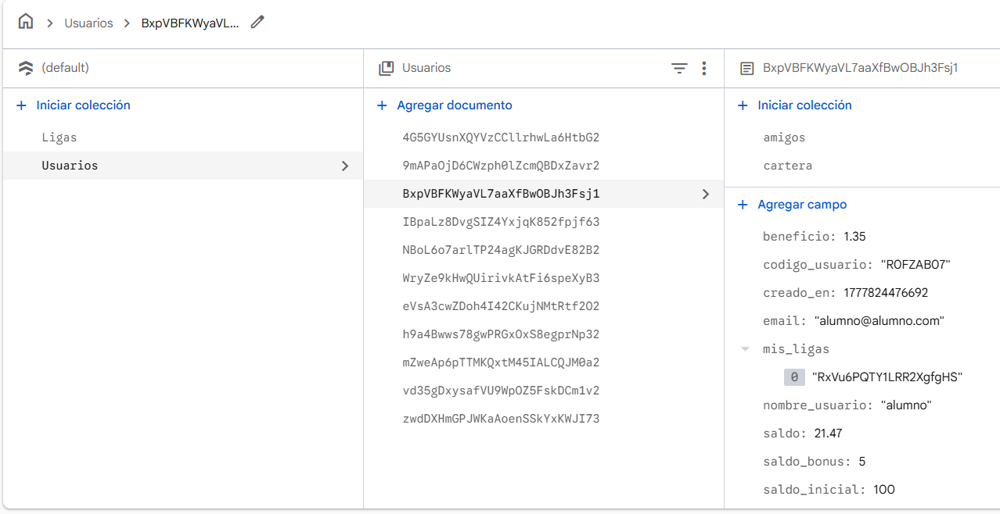 Usuarios BxpVBFKWyaVL...
(default)
Iniciar colección
Ligas
Usuarios
Usuarios
Agregar documento
4G5GYUsnXQYVzCCllrhwLa6HtbG2
9mAPaOjD6CWzph0lZcmQBDxZavr2
BxpVBFKWyaVL7aaXfBwOBJh3Fsj1
IBpaLz8DvgSIZ4YxjqK852fpjf63
NBoL6o7arlTP24agKJGRDdvE82B2
WryZe9kHwQUirivkAtFi6speXyB3
eVsA3cwZDoh4I42CKujNMtRtf2O2
h9a4Bwws78gwPRGxOxS8egprNp32
mZweAp6pTTMKQxtM45IALCQJM0a2
vd35gDxysafVU9WpOZ5FskDCm1v2
zwdDXHmGPJWKaAoenSSkYxKWJI73
BxpVBFKWyaVL7aaXfBwOBJh3Fsj1
Iniciar colección
amigos
cartera
Agregar campo
beneficio: 1.35
codigo_usuario: "R0FZAB07"
creado_en: 1777824476692
email: "alumno@alumno.com"
mis_ligas
0 "RxVu6PQTY1LRR2XgfgHS"
nombre_usuario: "alumno"
saldo: 21.47
saldo_bonus: 5
saldo_inicial: 100